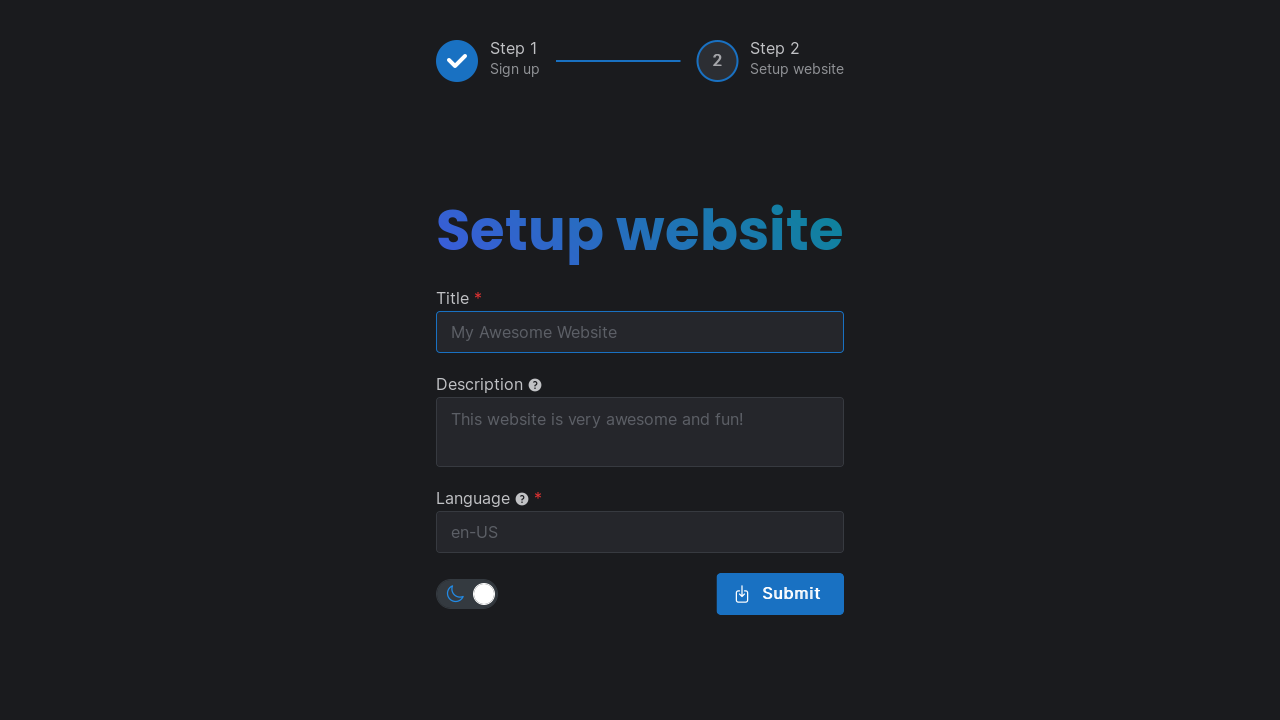 Step 1
Sign up
2
Step 2
Setup website
Setup website
Title *
My Awesome Website
Description ?
This website is very awesome and fun!
Language ? *
en-US
Submit